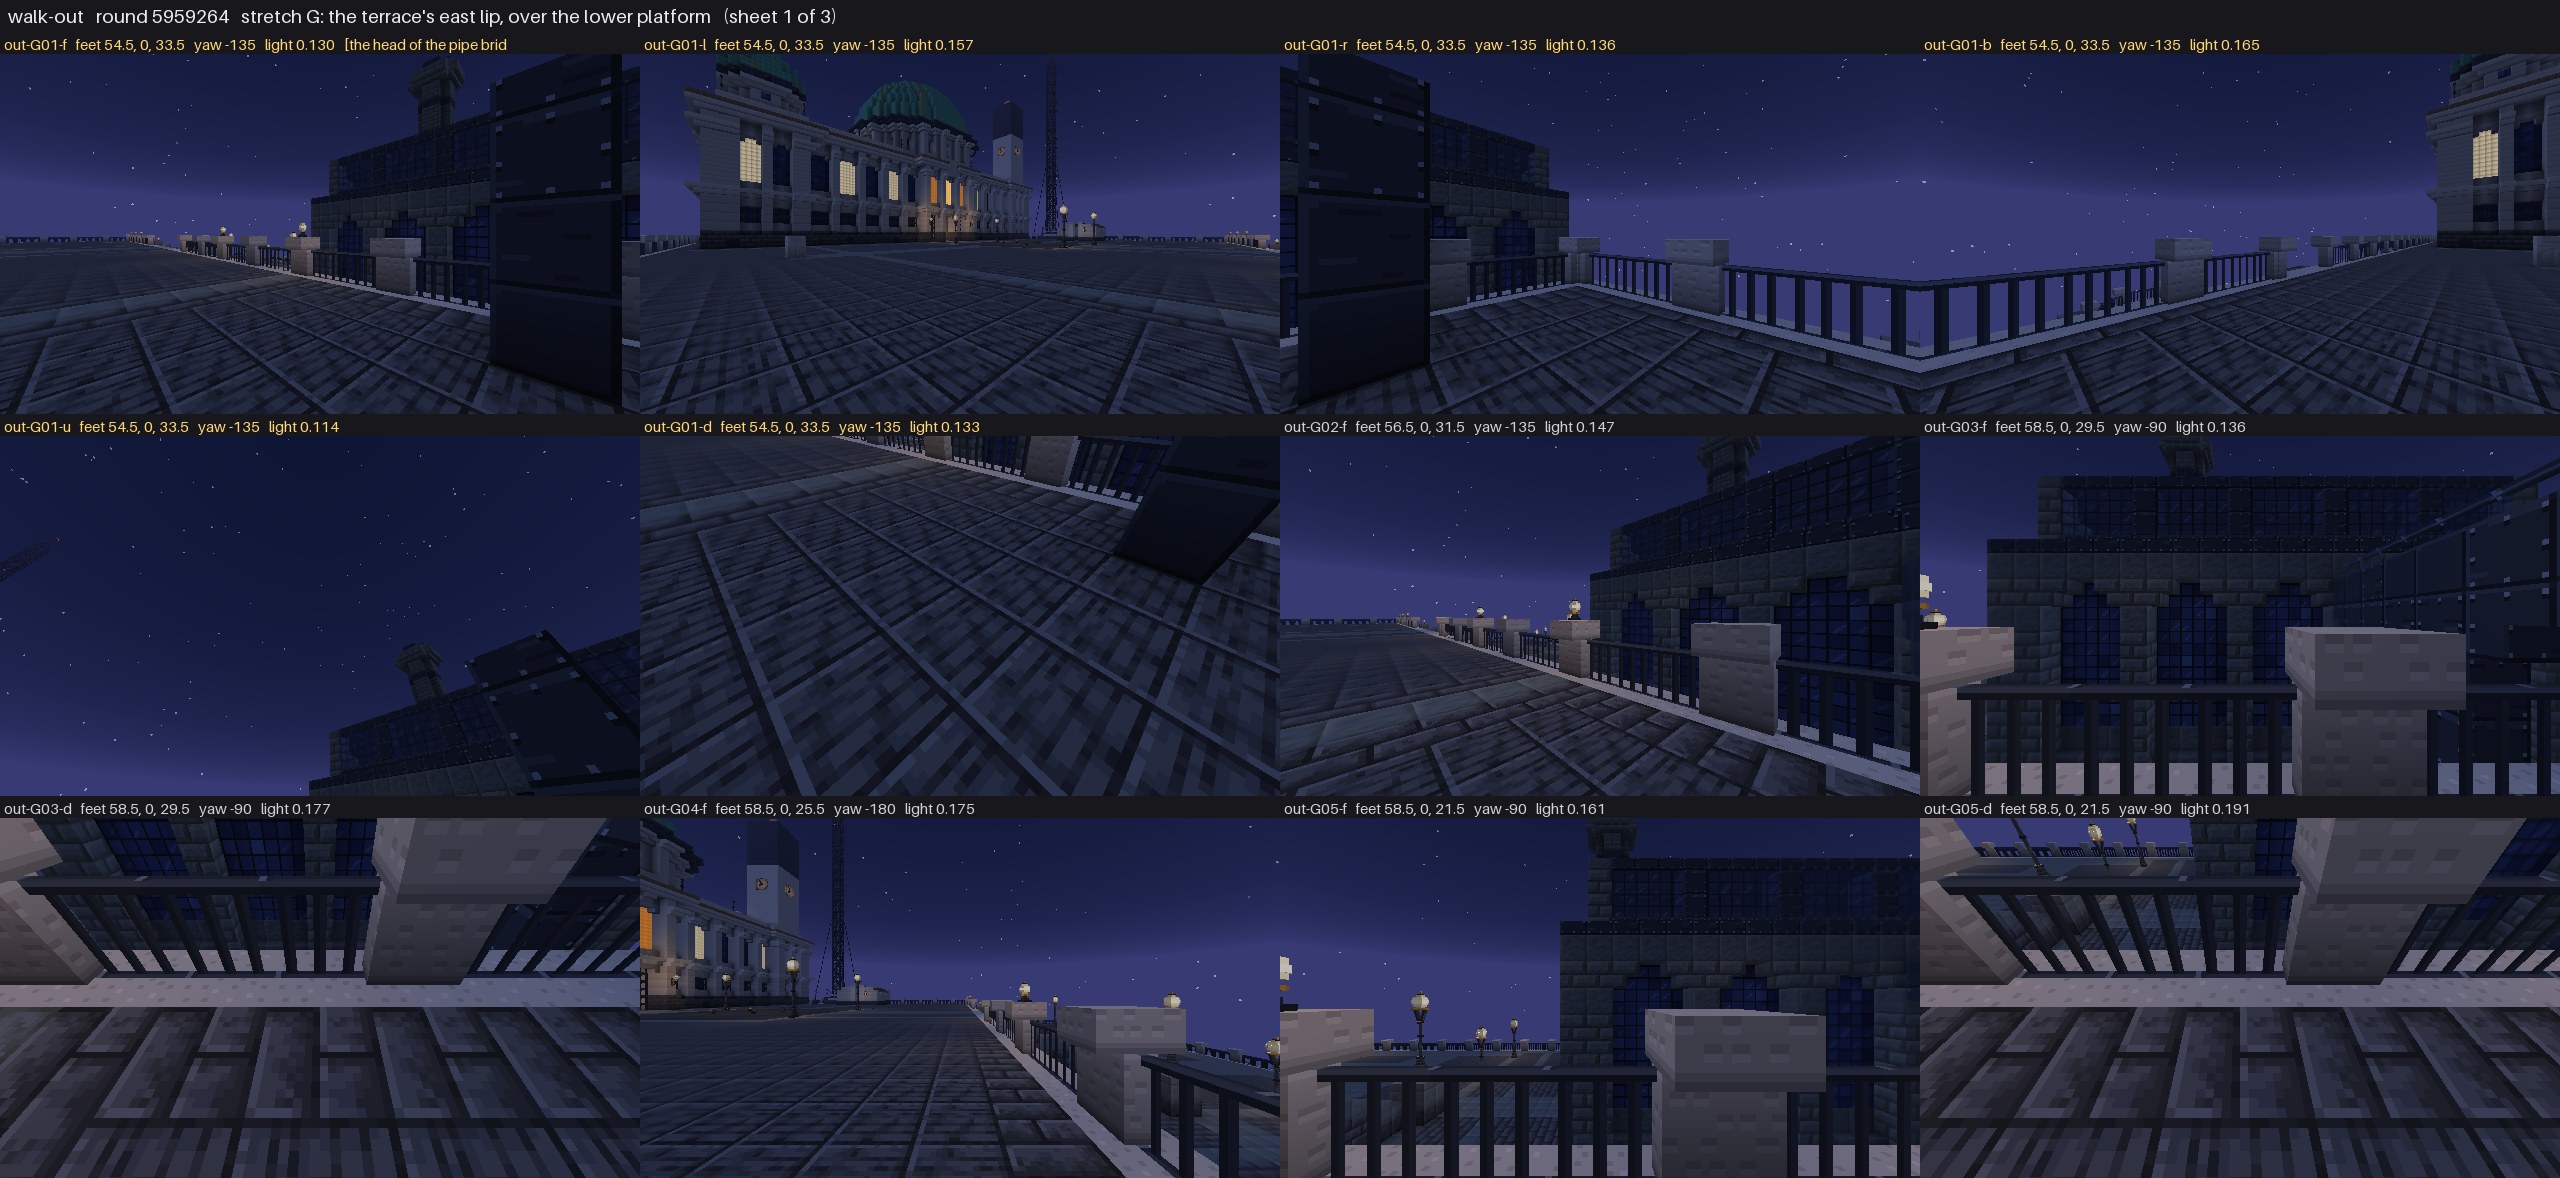 walk-out   round 5959264   stretch G: the terrace's east lip, over the lower platform   (sheet 1 of 3)
out-G01-f  feet 54.5, 0, 33.5  yaw -135  light 0.130  [the head of the pipe brid
out-G01-l  feet 54.5, 0, 33.5  yaw -135  light 0.157
out-G01-r  feet 54.5, 0, 33.5  yaw -135  light 0.136
out-G01-b  feet 54.5, 0, 33.5  yaw -135  light 0.165
out-G01-u  feet 54.5, 0, 33.5  yaw -135  light 0.114
out-G01-d  feet 54.5, 0, 33.5  yaw -135  light 0.133
out-G02-f  feet 56.5, 0, 31.5  yaw -135  light 0.147
out-G03-f  feet 58.5, 0, 29.5  yaw -90  light 0.136
out-G03-d  feet 58.5, 0, 29.5  yaw -90  light 0.177
out-G04-f  feet 58.5, 0, 25.5  yaw -180  light 0.175
out-G05-f  feet 58.5, 0, 21.5  yaw -90  light 0.161
out-G05-d  feet 58.5, 0, 21.5  yaw -90  light 0.191